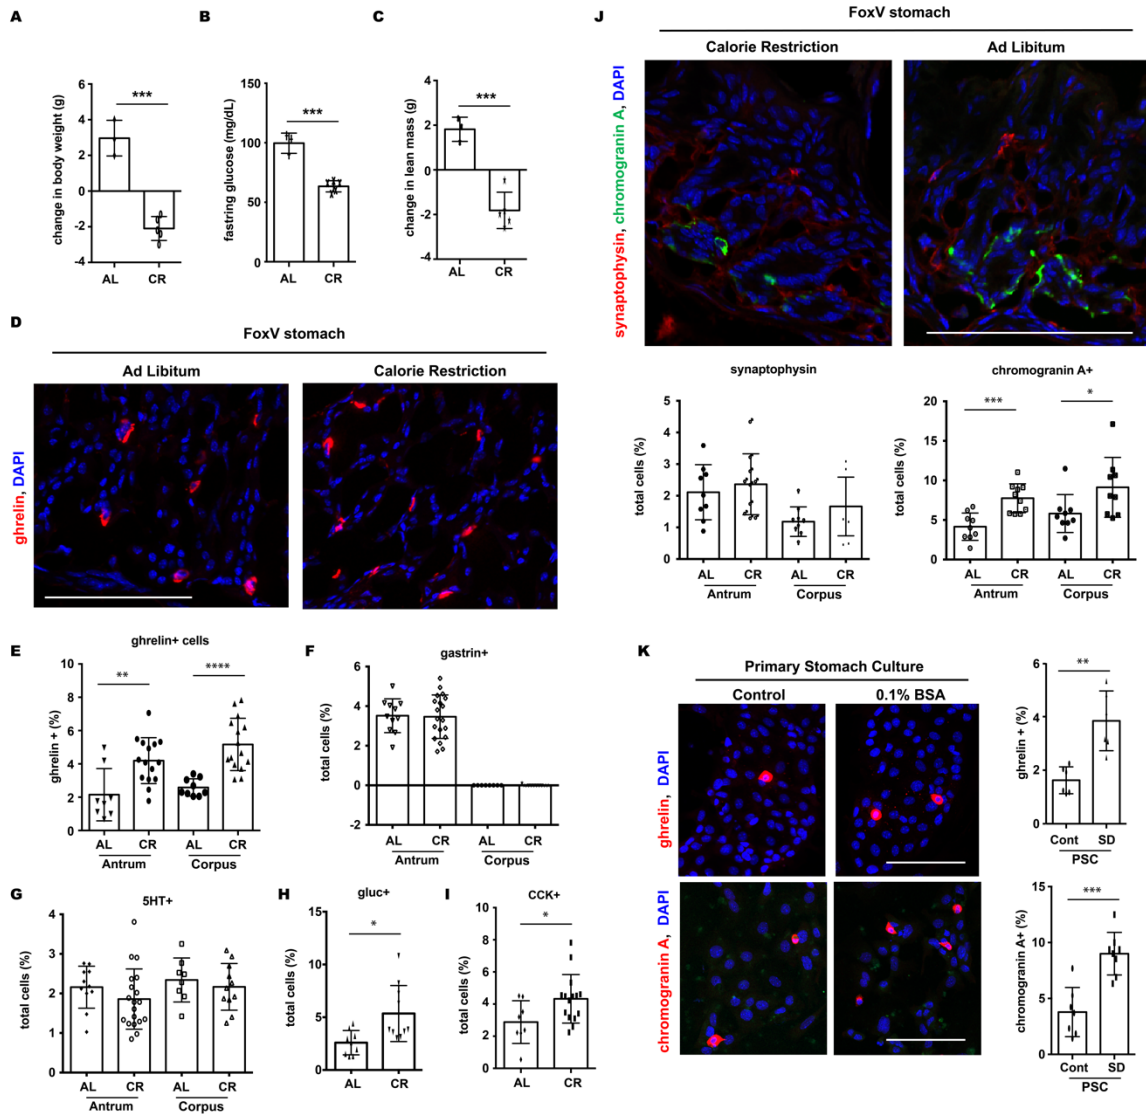 A
change in body weight (g)
6
4
2
0
-2
-4
***
AL
CR
B
fastring glucose (mg/dL)
150
100
50
0
***
AL
CR
C
change in lean mass (g)
4
2
0
-2
-4
***
AL
CR
D
FoxV stomach
Ad Libitum
Calorie Restriction
ghrelin, DAPI
E
ghrelin+ cells
ghrelin + (%)
10
8
6
4
2
0
**
****
AL
CR
AL
CR
Antrum
Corpus
F
gastrin+
total cells (%)
6
4
2
0
-2
AL
CR
AL
CR
Antrum
Corpus
G
5HT+
total cells (%)
5
4
3
2
1
0
AL
CR
AL
CR
Antrum
Corpus
H
gluc+
total cells (%)
15
10
5
0
*
AL
CR
I
CCK+
total cells (%)
10
8
6
4
2
0
*
AL
CR
J
FoxV stomach
Calorie Restriction
Ad Libitum
synaptophysin, chromogranin A, DAPI
synaptophysin
total cells (%)
5
4
3
2
1
0
AL
CR
AL
CR
Antrum
Corpus
chromogranin A+
total cells (%)
20
15
10
5
0
***
*
AL
CR
AL
CR
Antrum
Corpus
K
Primary Stomach Culture
Control
0.1% BSA
ghrelin, DAPI
chromogranin A, DAPI
ghrelin + (%)
6
4
2
0
**
Cont
SD
PSC
chromogranin A+ (%)
15
10
5
0
***
Cont
SD
PSC